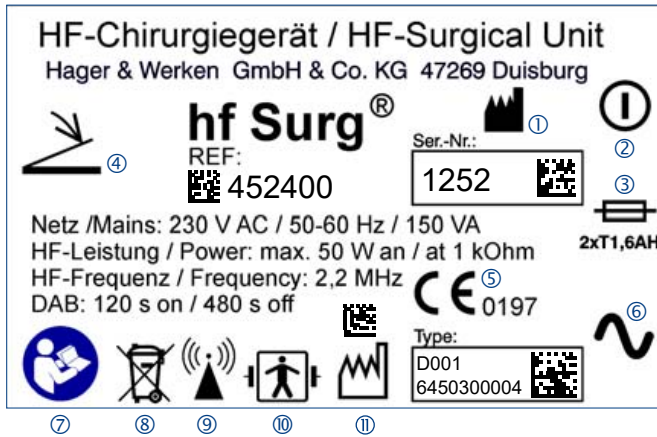 HF-Chirurgiegerät / HF-Surgical Unit
Hager & Werken GmbH & Co. KG 47269 Duisburg
hf Surg®
①
②
④
REF:
452400
Ser.-Nr.:
1252
③
2xT1,6AH
Netz /Mains: 230 V AC / 50-60 Hz / 150 VA
HF-Leistung / Power: max. 50 W an / at 1 kOhm
HF-Frequenz / Frequency: 2,2 MHz
DAB: 120 s on / 480 s off
CE 0197
⑤
⑥
Type:
D001
6450300004
⑦ ⑧ ⑨ ⑩ ⑪